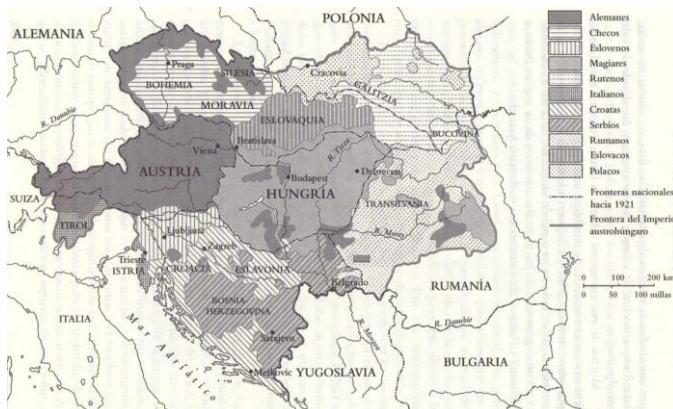 POLONIA
ALEMANIA
Praga
SILESIA
BOHEMIA
MORAVIA
Cracovia
GALITZIA
R. Danubio
ESLOVAQUIA
BUCOVINA
Viena
Bratislava
R. Tisza
AUSTRIA
Budapest
Debrecen
HUNGRÍA
TRANSILVANIA
SUIZA
TIROL
R. Maros
Ljubljana
Zagreb
Trieste
ISTRIA
CROACIA
ESLAVONIA
Belgrado
RUMANÍA
BOSNIA-
HERZEGOVINA
ITALIA
Mar Adriático
Sarajevo
R. Danubio
R. Morava
Metkovic
YUGOSLAVIA
BULGARIA
Alemanes
Checos
Eslovenos
Magiares
Rutenos
Italianos
Croatas
Serbios
Rumanos
Eslovacos
Polacos
Fronteras nacionales
hacia 1921
Frontera del Imperio
austrohúngaro
0 100 200 km
0 50 100 millas